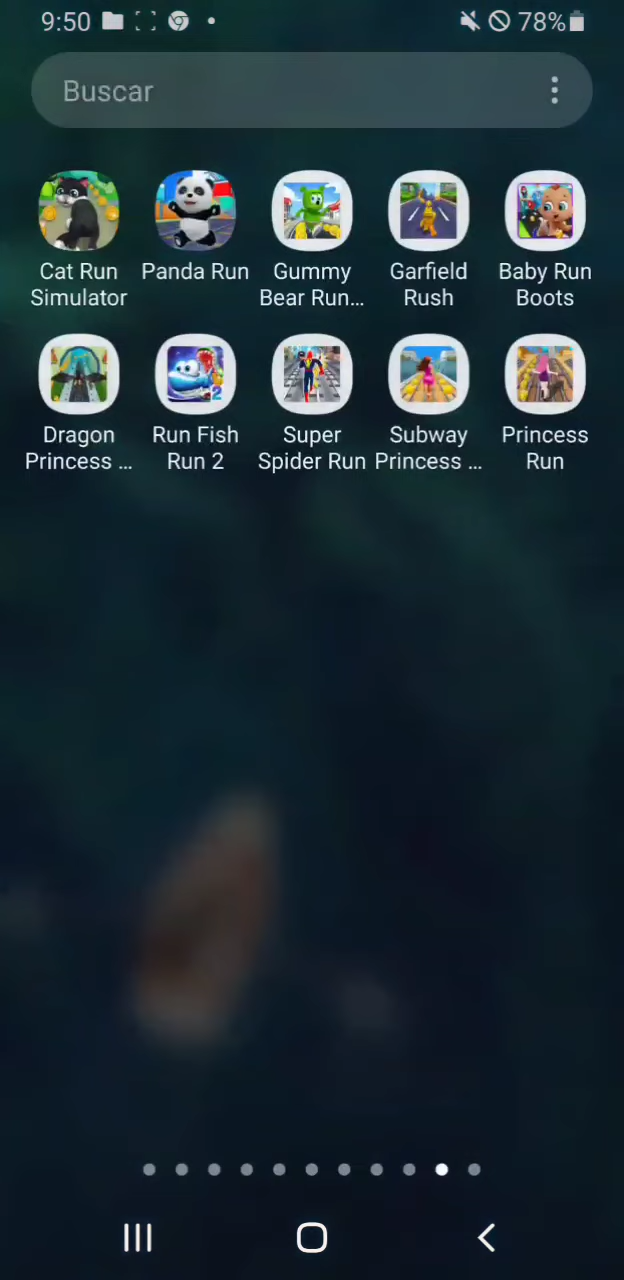 9:50 78%
Buscar
Cat Run Simulator
Panda Run
Gummy Bear Run...
Garfield Rush
Baby Run Boots
Dragon Princess ...
Run Fish Run 2
Super Spider Run
Subway Princess ...
Princess Run